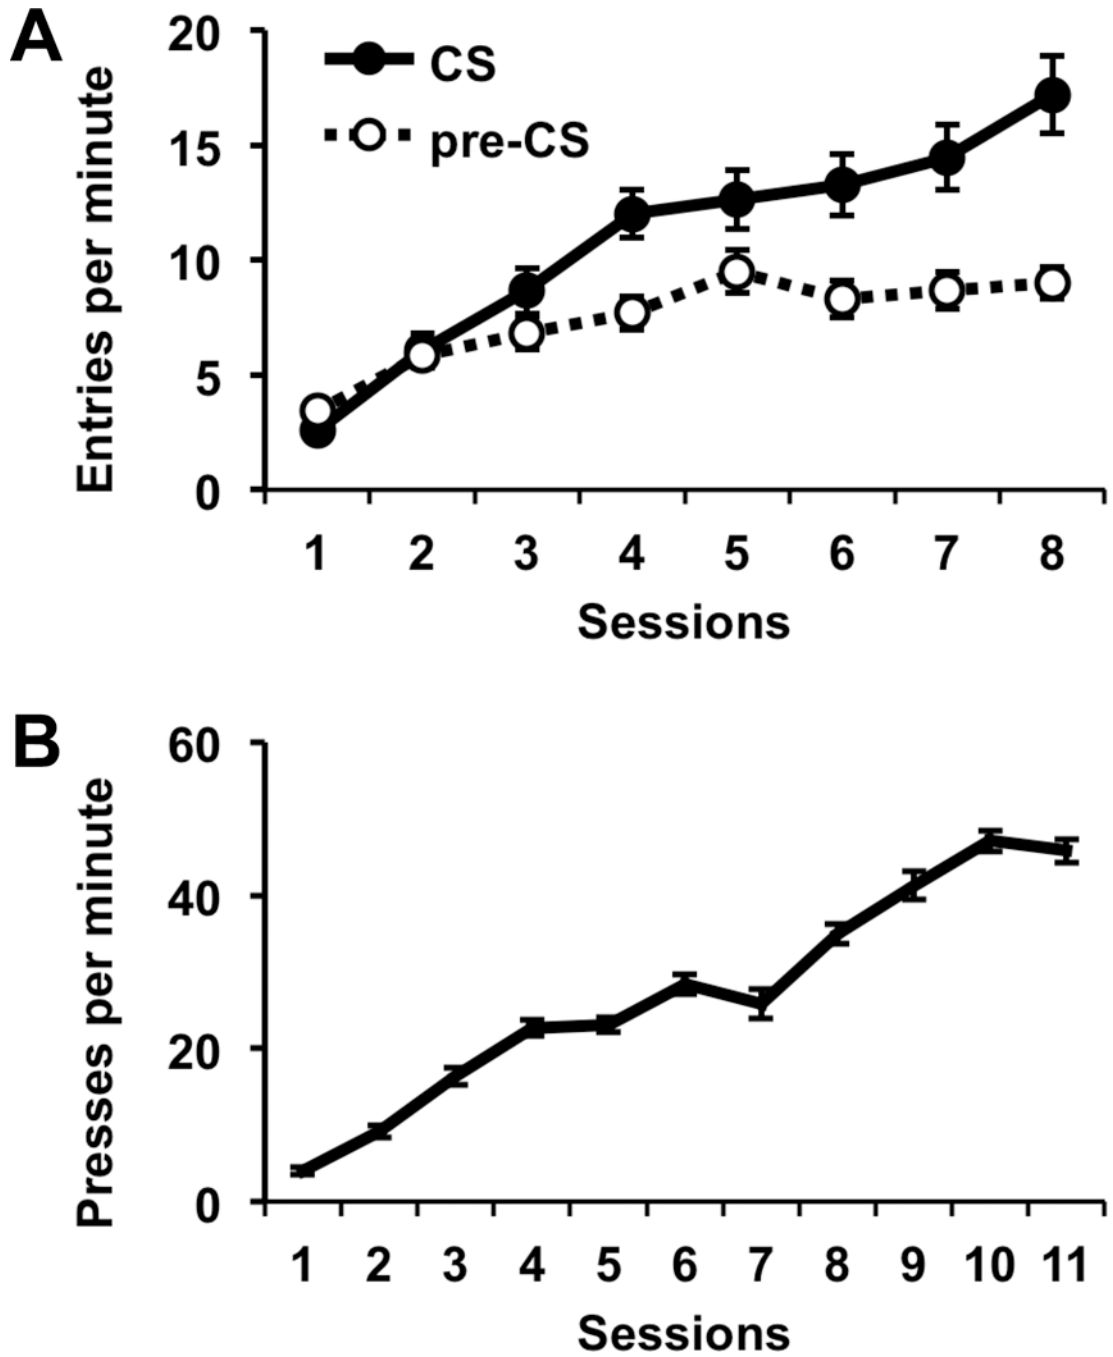 A
Entries per minute
20
15
10
5
0
CS
pre-CS
1 2 3 4 5 6 7 8
Sessions
B
Presses per minute
60
40
20
0
1 2 3 4 5 6 7 8 9 10 11
Sessions